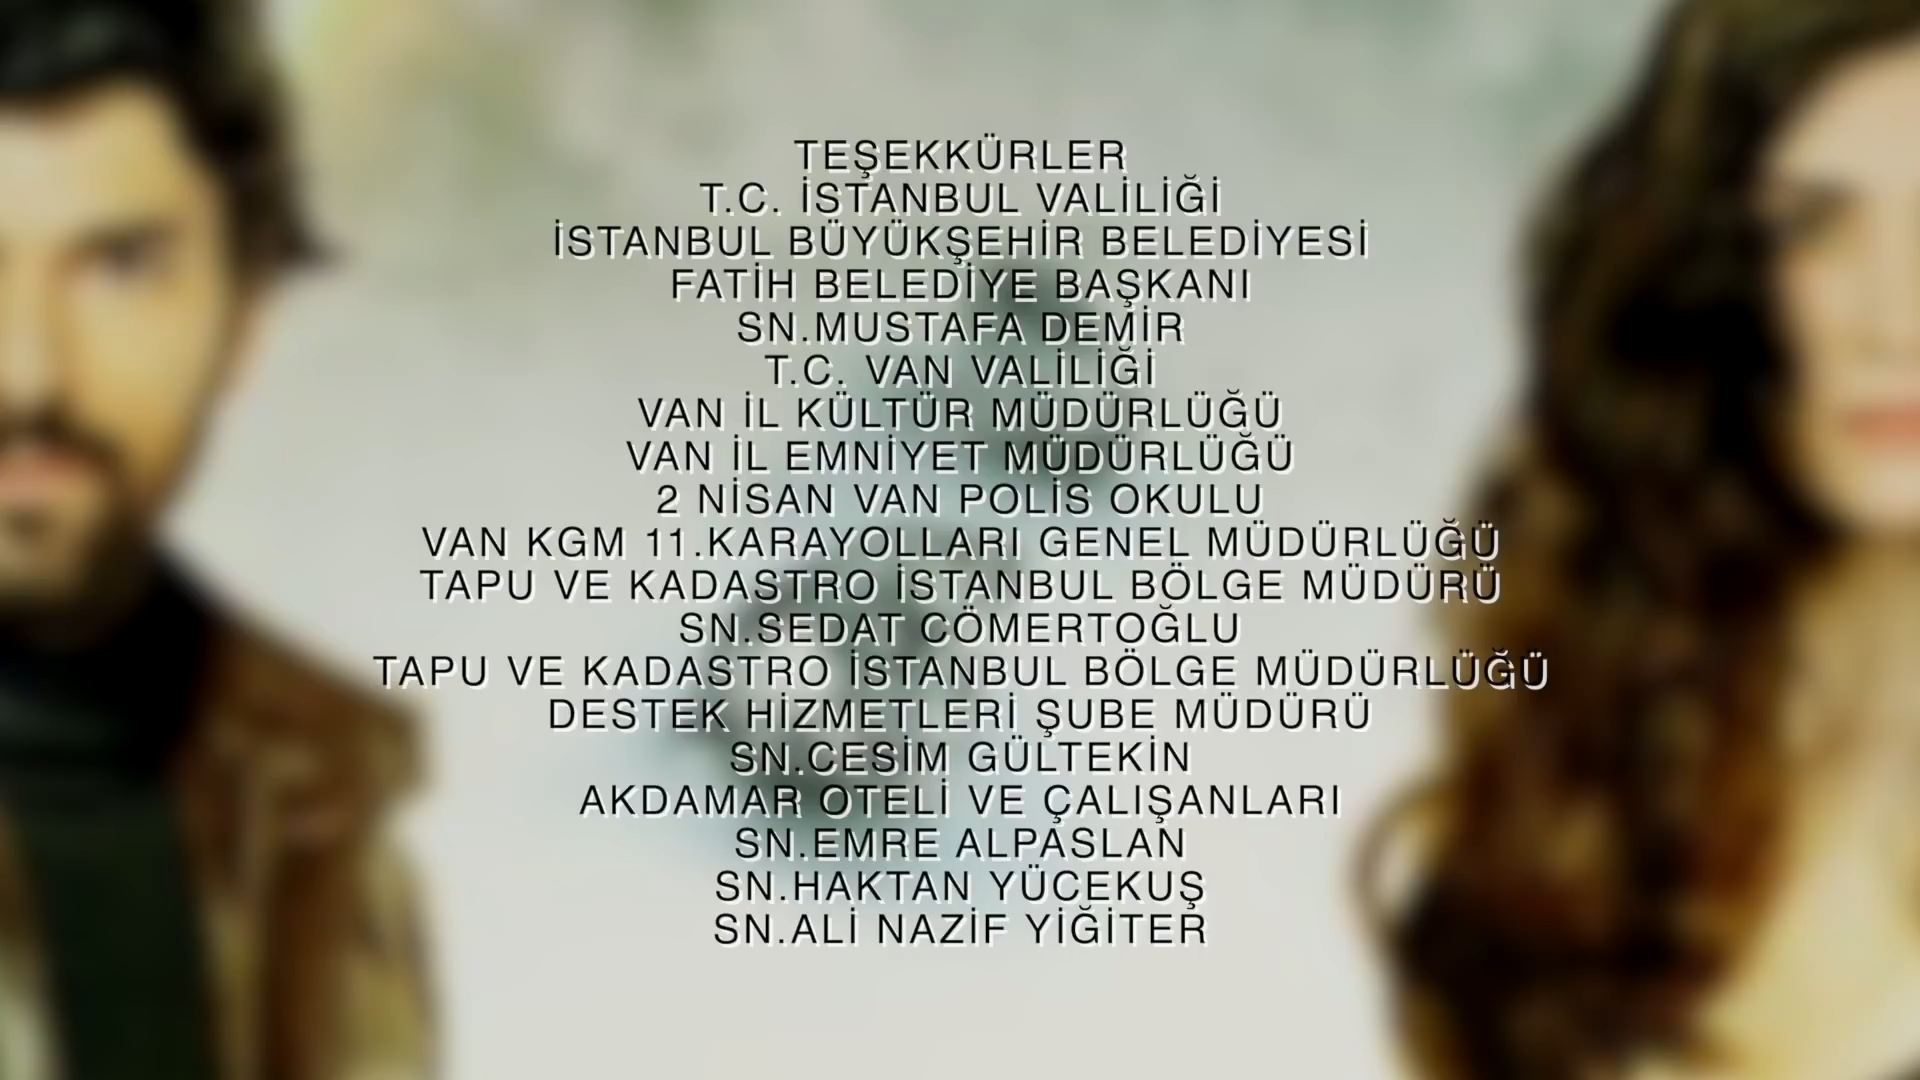 TEŞEKKÜRLER
T.C. İSTANBUL VALİLİĞİ
İSTANBUL BÜYÜKŞEHİR BELEDİYESİ
FATİH BELEDİYE BAŞKANI
SN.MUSTAFA DEMİR
T.C. VAN VALİLİĞİ
VAN İL KÜLTÜR MÜDÜRLÜĞÜ
VAN İL EMNİYET MÜDÜRLÜĞÜ
2 NİSAN VAN POLİS OKULU
VAN KGM 11.KARAYOLLARI GENEL MÜDÜRLÜĞÜ
TAPU VE KADASTRO İSTANBUL BÖLGE MÜDÜRÜ
SN.SEDAT CÖMERTOĞLU
TAPU VE KADASTRO İSTANBUL BÖLGE MÜDÜRLÜĞÜ
DESTEK HİZMETLERİ ŞUBE MÜDÜRÜ
SN.CESİM GÜLTEKİN
AKDAMAR OTELİ VE ÇALIŞANLARI
SN.EMRE ALPASLAN
SN.HAKTAN YÜCEKUŞ
SN.ALİ NAZİF YİĞİTER